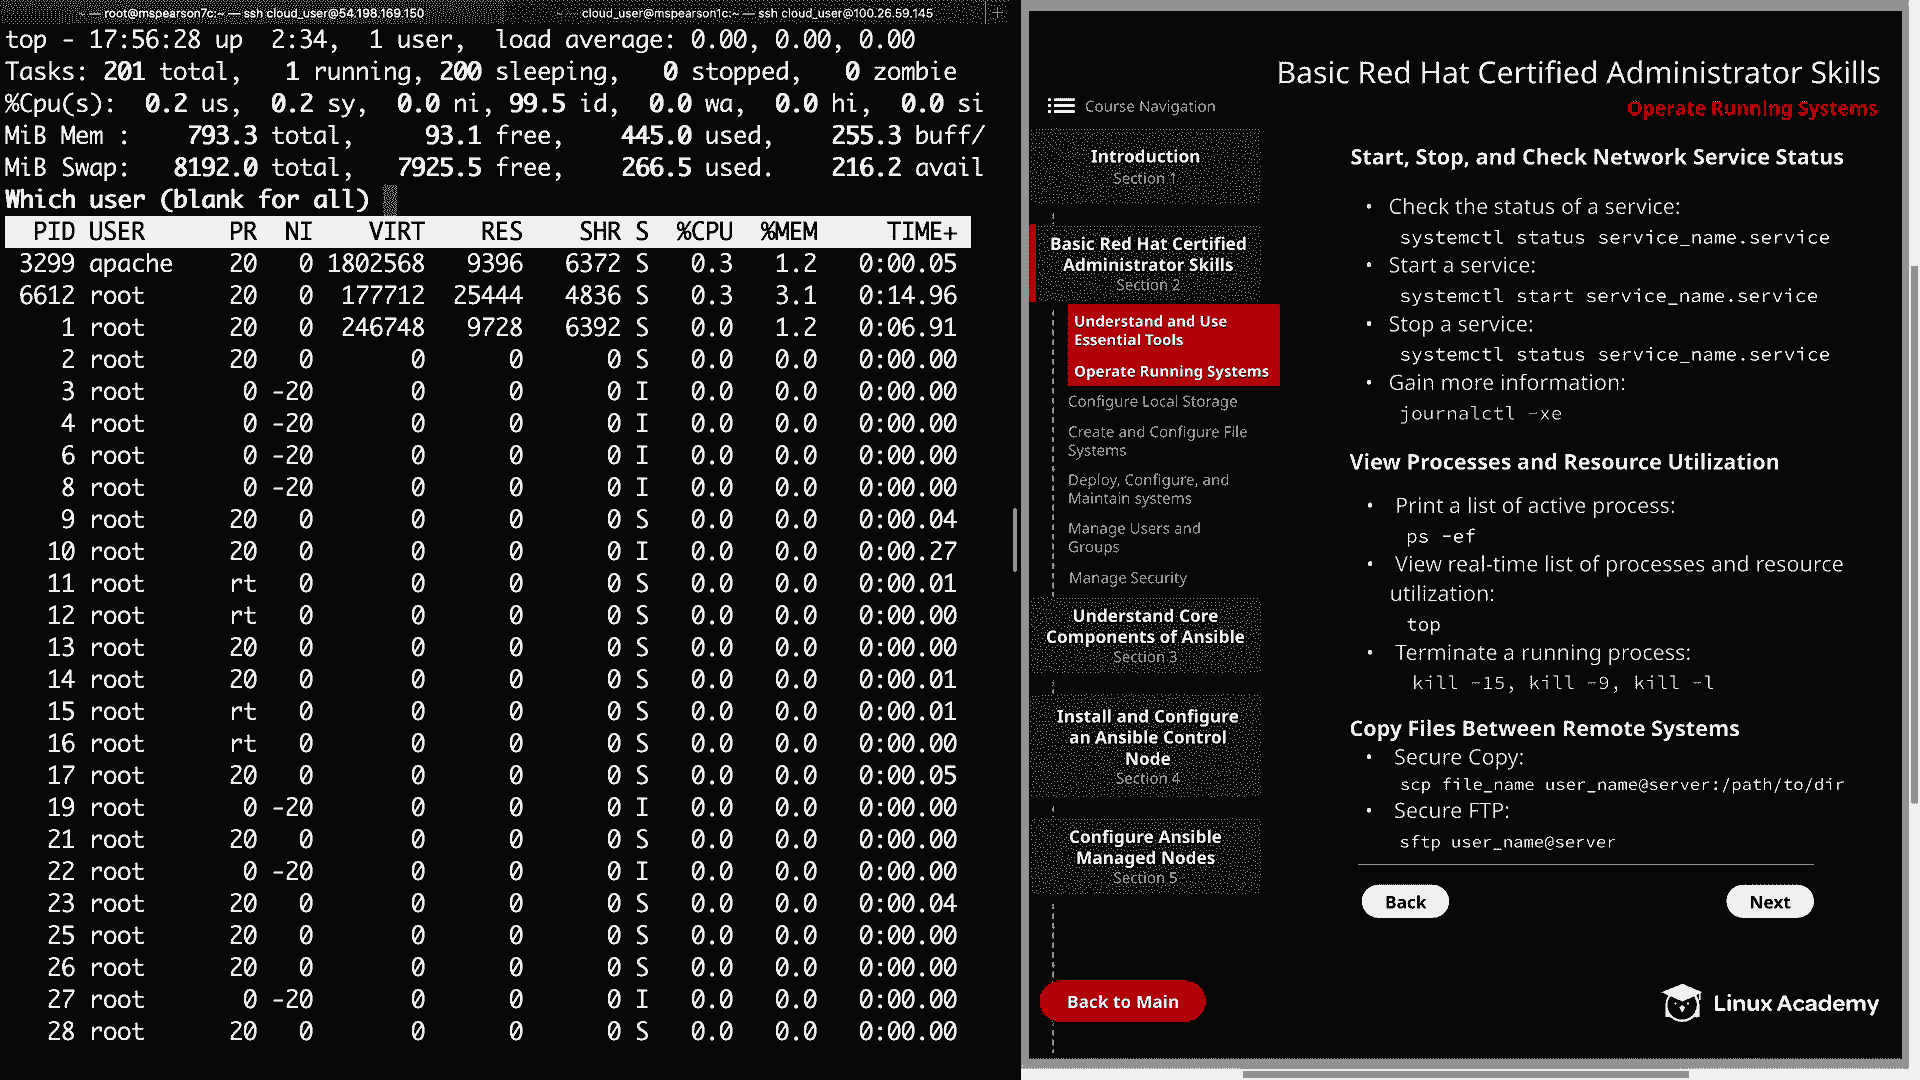 root@mspearson7c:~ — ssh cloud_user@54.198.169.150
cloud_user@mspearson1c:~ — ssh cloud_user@100.26.59.145
top - 17:56:28 up  2:34,  1 user,  load average: 0.00, 0.00, 0.00
Tasks: 201 total,   1 running, 200 sleeping,   0 stopped,   0 zombie
%Cpu(s):  0.2 us,  0.2 sy,  0.0 ni, 99.5 id,  0.0 wa,  0.0 hi,  0.0 si
MiB Mem :    793.3 total,     93.1 free,    445.0 used,    255.3 buff/
MiB Swap:   8192.0 total,   7925.5 free,    266.5 used.    216.2 avail
Which user (blank for all)
PID USER PR NI VIRT RES SHR S %CPU %MEM TIME+
3299 apache 20 0 1802568 9396 6372 S 0.3 1.2 0:00.05
6612 root 20 0 177712 25444 4836 S 0.3 3.1 0:14.96
1 root 20 0 246748 9728 6392 S 0.0 1.2 0:06.91
2 root 20 0 0 0 0 S 0.0 0.0 0:00.00
3 root 0 -20 0 0 0 I 0.0 0.0 0:00.00
4 root 0 -20 0 0 0 I 0.0 0.0 0:00.00
6 root 0 -20 0 0 0 I 0.0 0.0 0:00.00
8 root 0 -20 0 0 0 I 0.0 0.0 0:00.00
9 root 20 0 0 0 0 S 0.0 0.0 0:00.04
10 root 20 0 0 0 0 I 0.0 0.0 0:00.27
11 root rt 0 0 0 0 S 0.0 0.0 0:00.01
12 root rt 0 0 0 0 S 0.0 0.0 0:00.00
13 root 20 0 0 0 0 S 0.0 0.0 0:00.00
14 root 20 0 0 0 0 S 0.0 0.0 0:00.01
15 root rt 0 0 0 0 S 0.0 0.0 0:00.01
16 root rt 0 0 0 0 S 0.0 0.0 0:00.00
17 root 20 0 0 0 0 S 0.0 0.0 0:00.05
19 root 0 -20 0 0 0 I 0.0 0.0 0:00.00
21 root 20 0 0 0 0 S 0.0 0.0 0:00.00
22 root 0 -20 0 0 0 I 0.0 0.0 0:00.00
23 root 20 0 0 0 0 S 0.0 0.0 0:00.04
25 root 20 0 0 0 0 S 0.0 0.0 0:00.00
26 root 20 0 0 0 0 S 0.0 0.0 0:00.00
27 root 0 -20 0 0 0 I 0.0 0.0 0:00.00
28 root 20 0 0 0 0 S 0.0 0.0 0:00.00
Basic Red Hat Certified Administrator Skills
Operate Running Systems
Course Navigation
Introduction
Section 1
Basic Red Hat Certified
Administrator Skills
Section 2
Understand and Use
Essential Tools
Operate Running Systems
Configure Local Storage
Create and Configure File
Systems
Deploy, Configure, and
Maintain systems
Manage Users and
Groups
Manage Security
Understand Core
Components of Ansible
Section 3
Install and Configure
an Ansible Control
Node
Section 4
Configure Ansible
Managed Nodes
Section 5
Back to Main
Start, Stop, and Check Network Service Status
• Check the status of a service:
systemctl status service_name.service
• Start a service:
systemctl start service_name.service
• Stop a service:
systemctl status service_name.service
• Gain more information:
journalctl -xe
View Processes and Resource Utilization
• Print a list of active process:
ps -ef
• View real-time list of processes and resource
utilization:
top
• Terminate a running process:
kill -15, kill -9, kill -l
Copy Files Between Remote Systems
• Secure Copy:
scp file_name user_name@server:/path/to/dir
• Secure FTP:
sftp user_name@server
Back
Next
Linux Academy